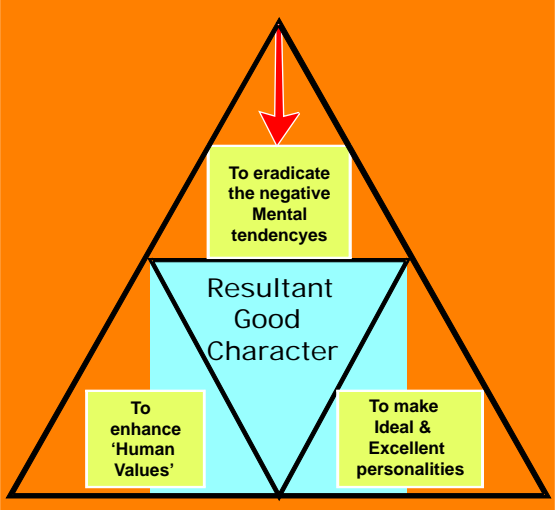 To eradicate
the negative
Mental
tendencyes
Resultant
Good
Character
To
enhance
‘Human
Values’
To make
Ideal &
Excellent
personalities